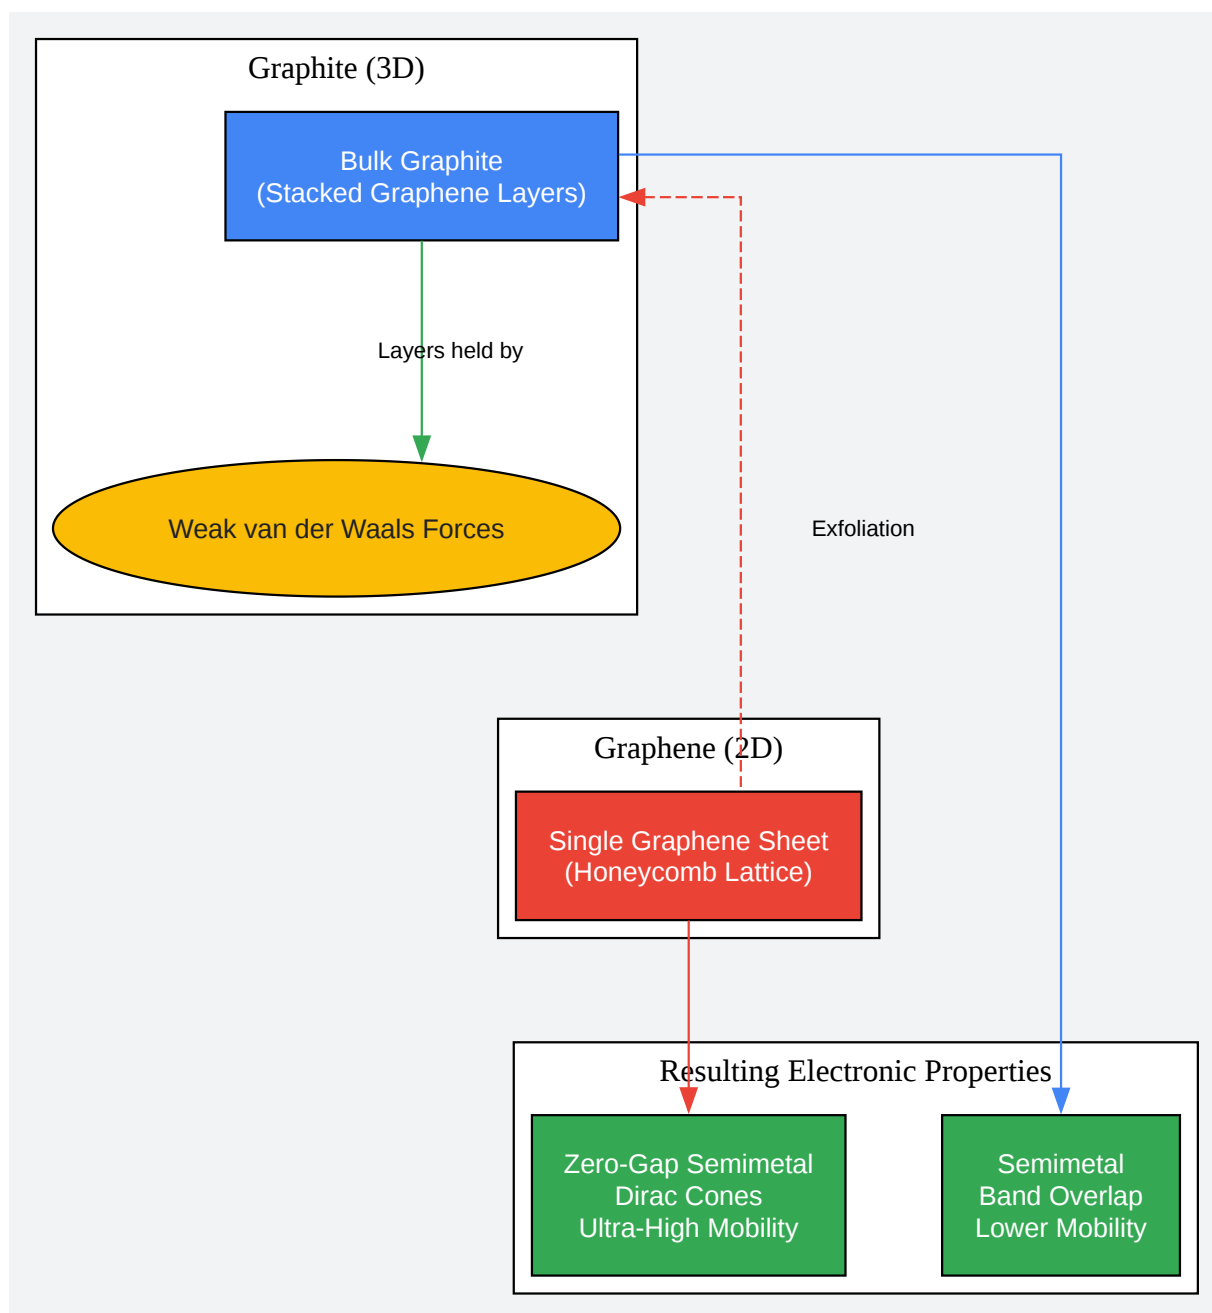 Graphite (3D)
Bulk Graphite
(Stacked Graphene Layers)
Layers held by
Weak van der Waals Forces
Exfoliation
Graphene (2D)
Single Graphene Sheet
(Honeycomb Lattice)
Resulting Electronic Properties
Zero-Gap Semimetal
Dirac Cones
Ultra-High Mobility
Semimetal
Band Overlap
Lower Mobility